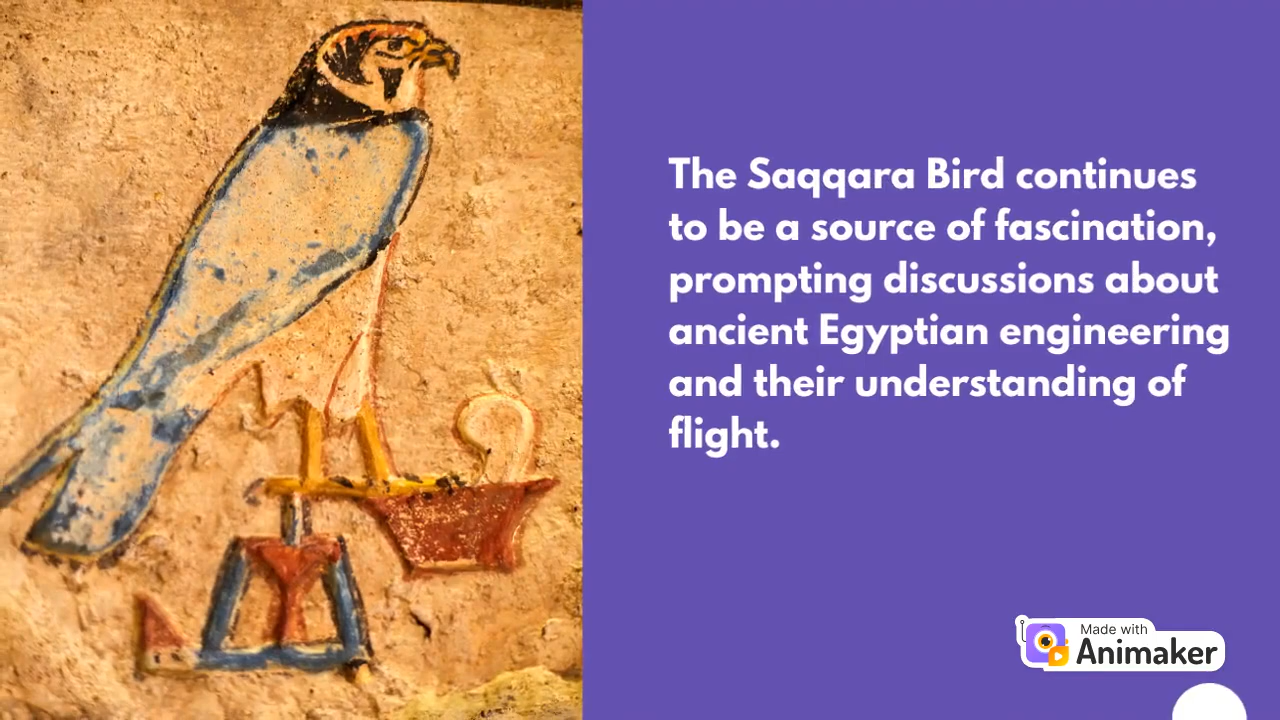 The Saqqara Bird continues
to be a source of fascination,
prompting discussions about
ancient Egyptian engineering
and their understanding of
flight.
Made with
Animaker